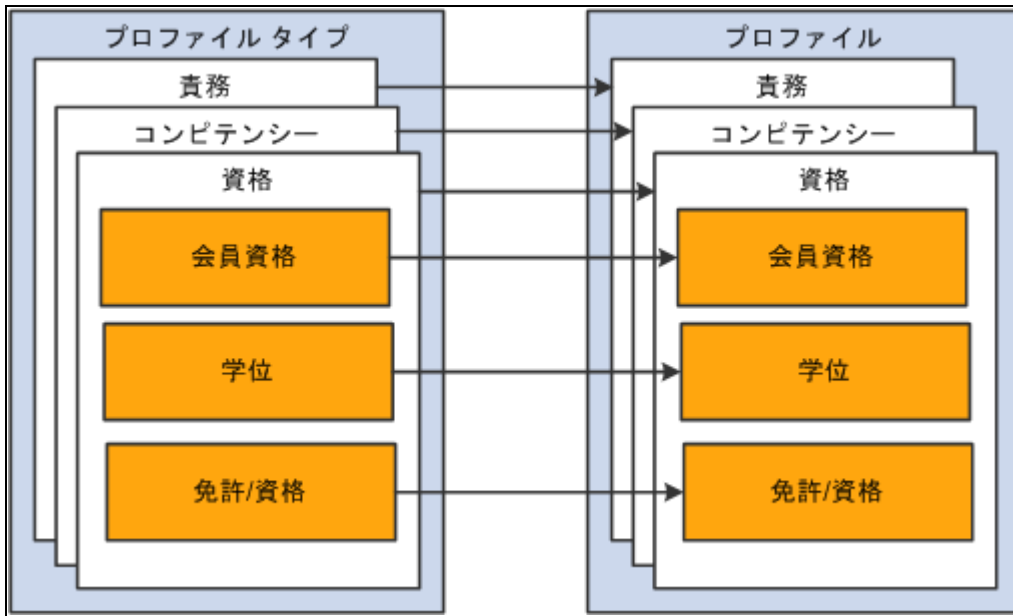 プロファイル タイプ
責務
コンピテンシー
資格
会員資格
学位
免許/資格
プロファイル
責務
コンピテンシー
資格
会員資格
学位
免許/資格